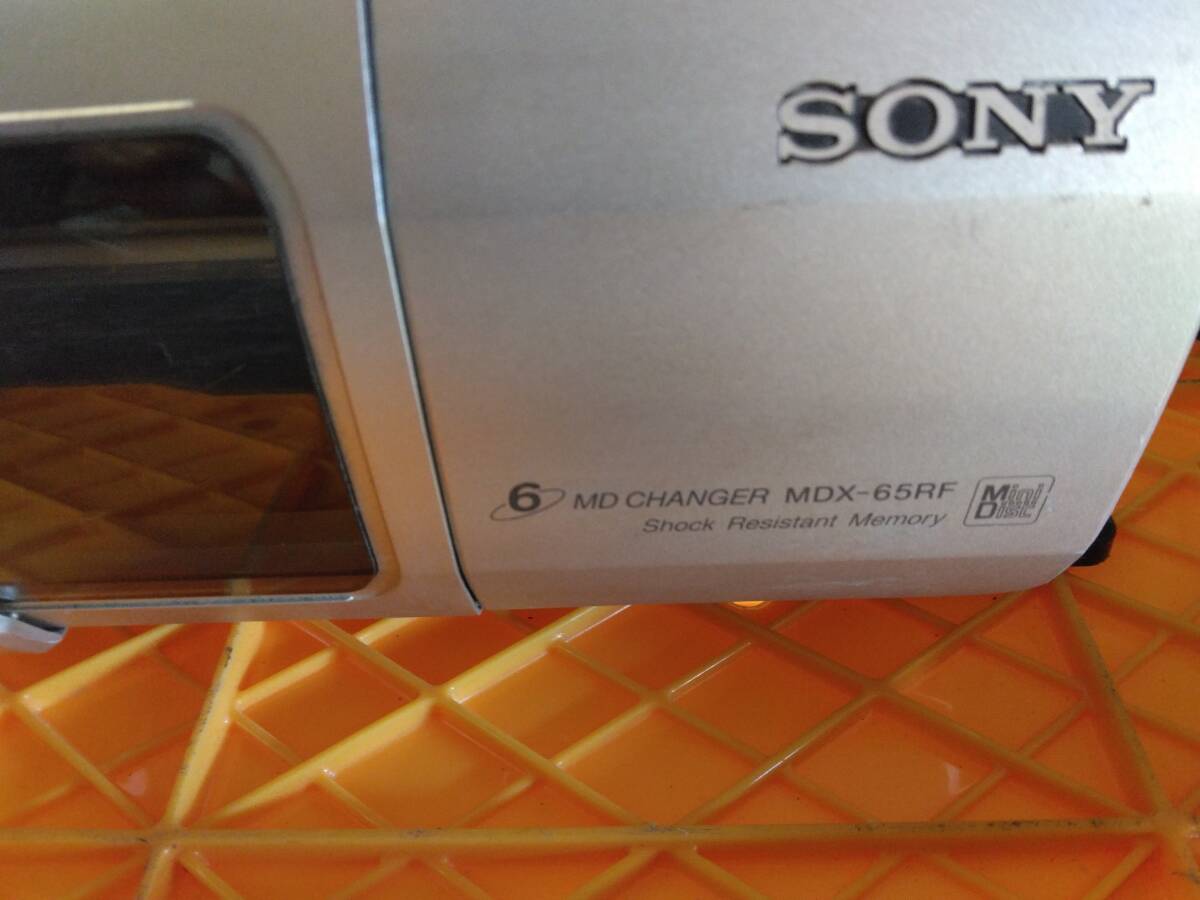 SONY
6 MD CHANGER MDX-65RF
Shock Resistant Memory
Mini
Disc